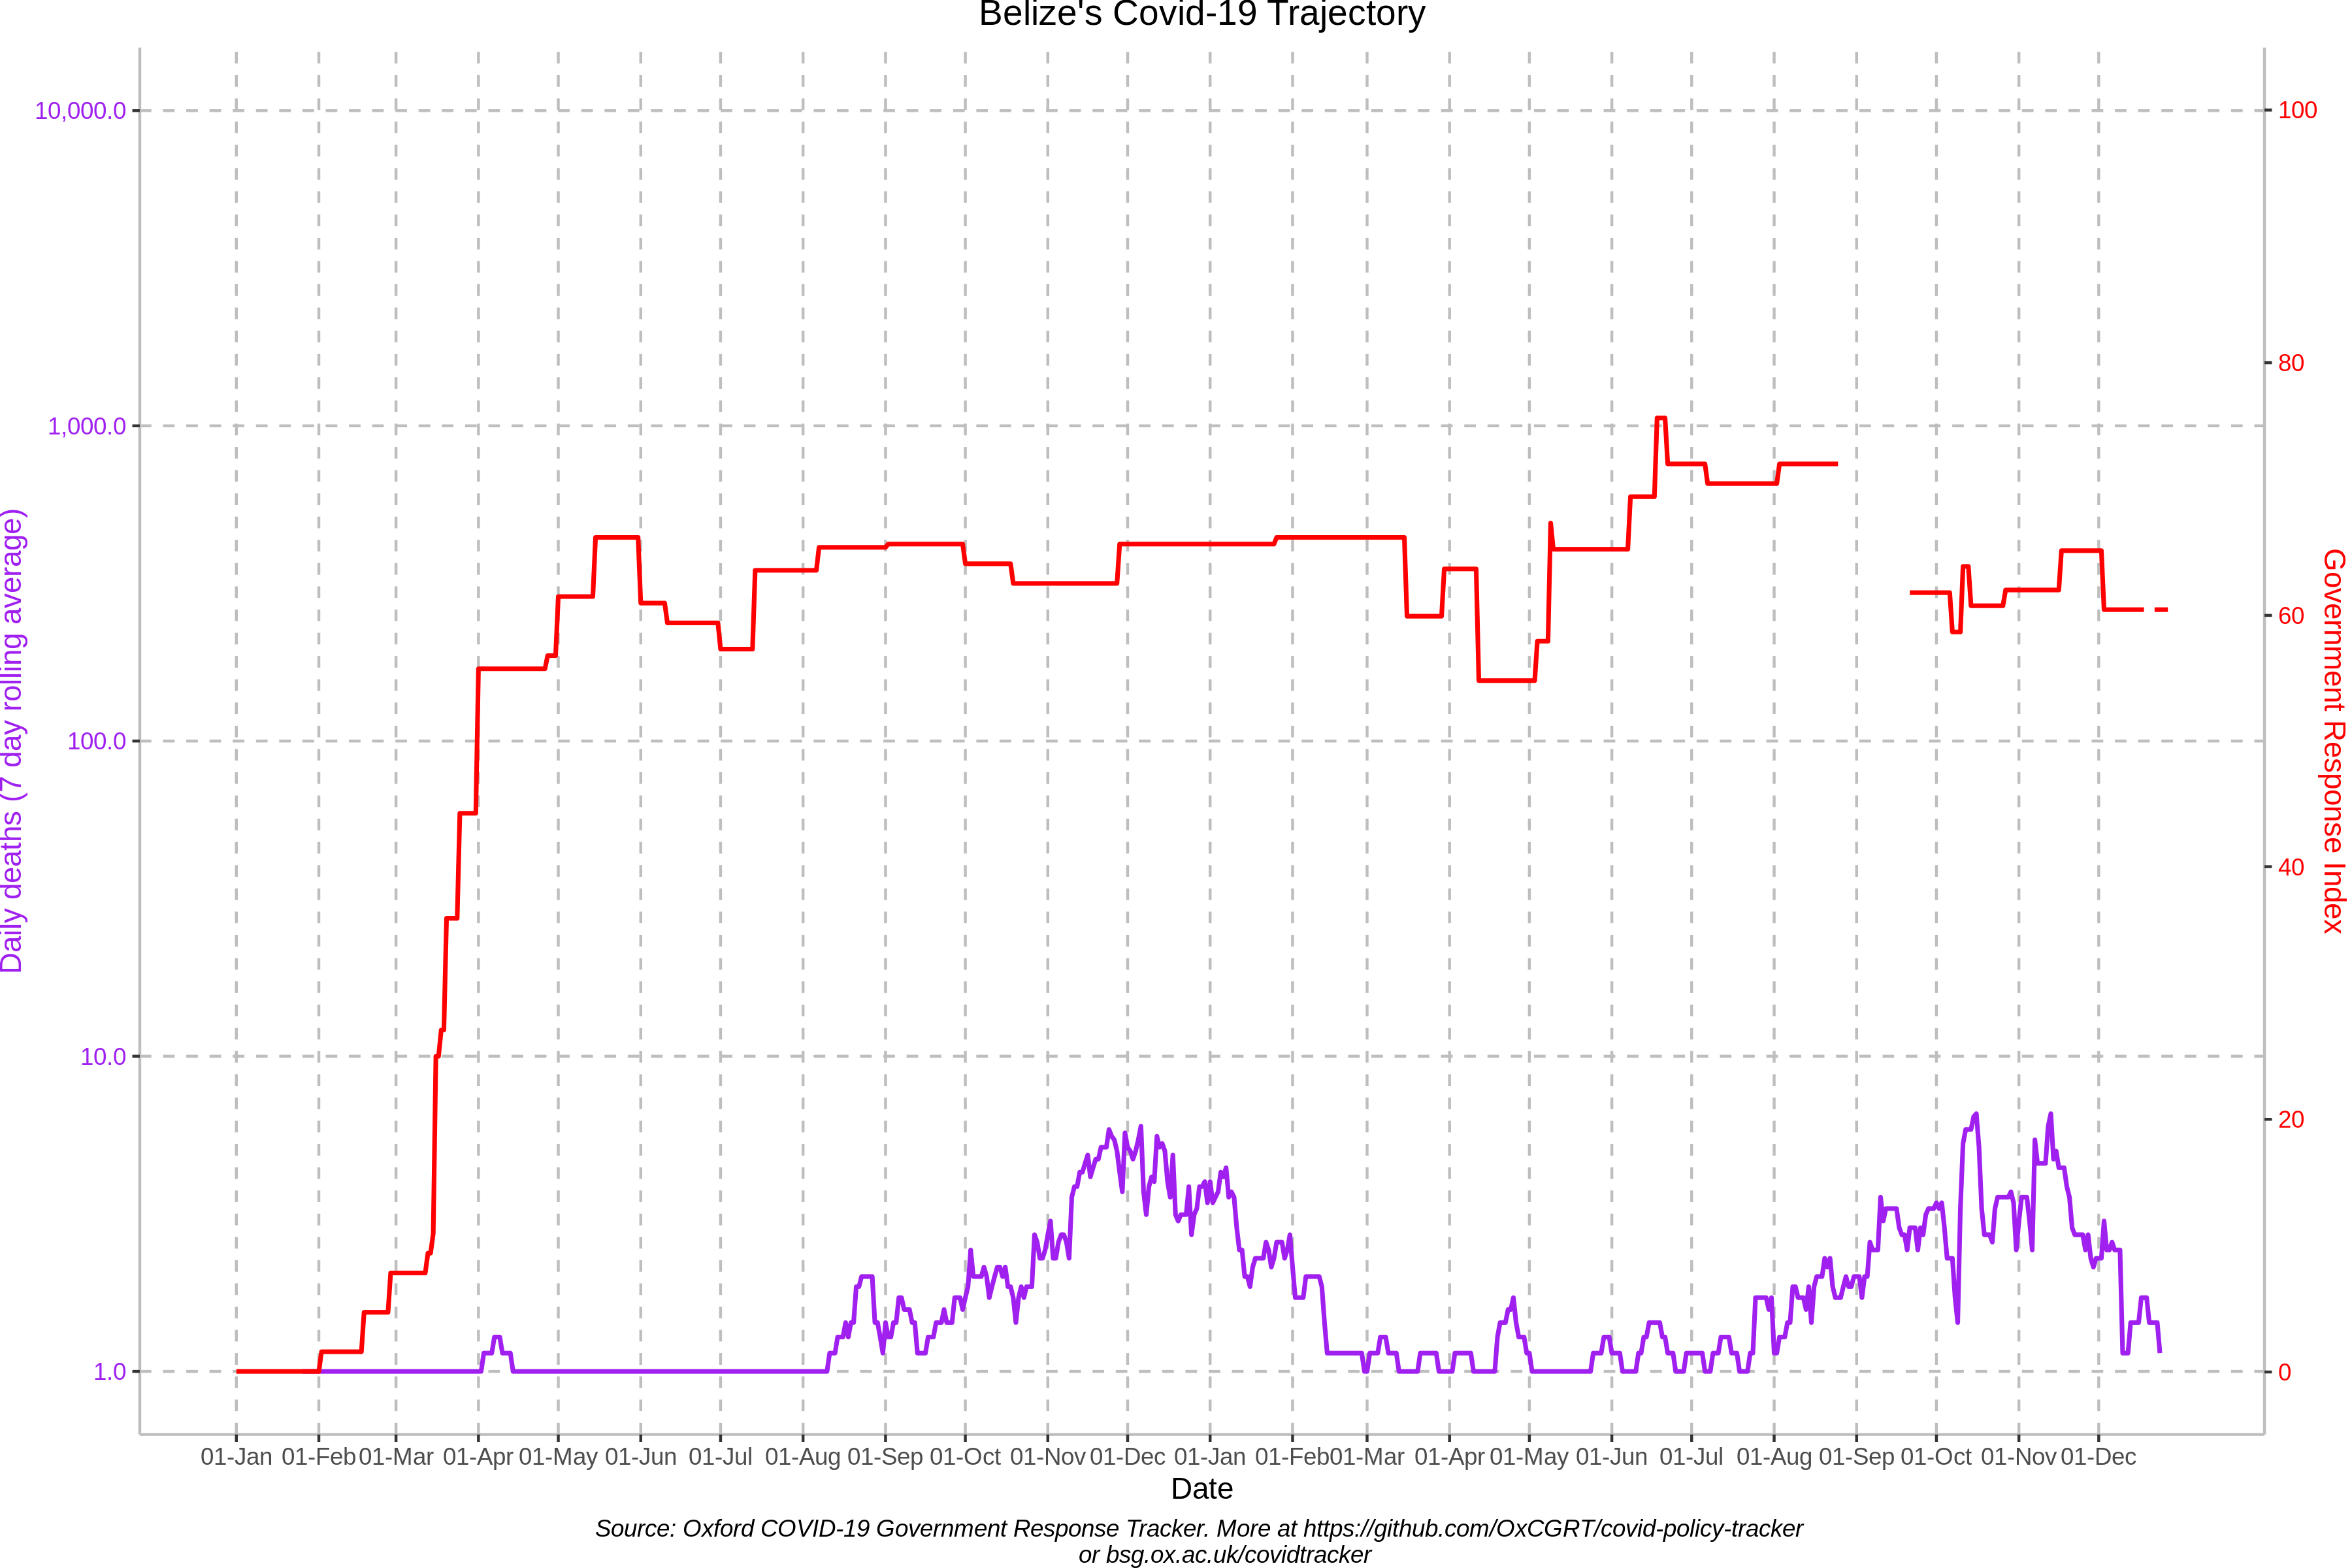 Belize's Covid-19 Trajectory
10,000.0
1,000.0
100.0
10.0
1.0
Daily deaths (7 day rolling average)
100
80
60
40
20
0
Government Response Index
01-Jan 01-Feb 01-Mar 01-Apr 01-May 01-Jun 01-Jul 01-Aug 01-Sep 01-Oct 01-Nov 01-Dec 01-Jan 01-Feb 01-Mar 01-Apr 01-May 01-Jun 01-Jul 01-Aug 01-Sep 01-Oct 01-Nov 01-Dec
Date
Source: Oxford COVID-19 Government Response Tracker. More at https://github.com/OxCGRT/covid-policy-tracker
or bsg.ox.ac.uk/covidtracker